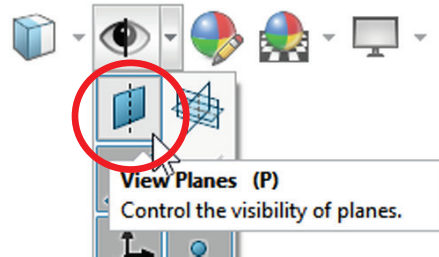 View Planes (P)
Control the visibility of planes.